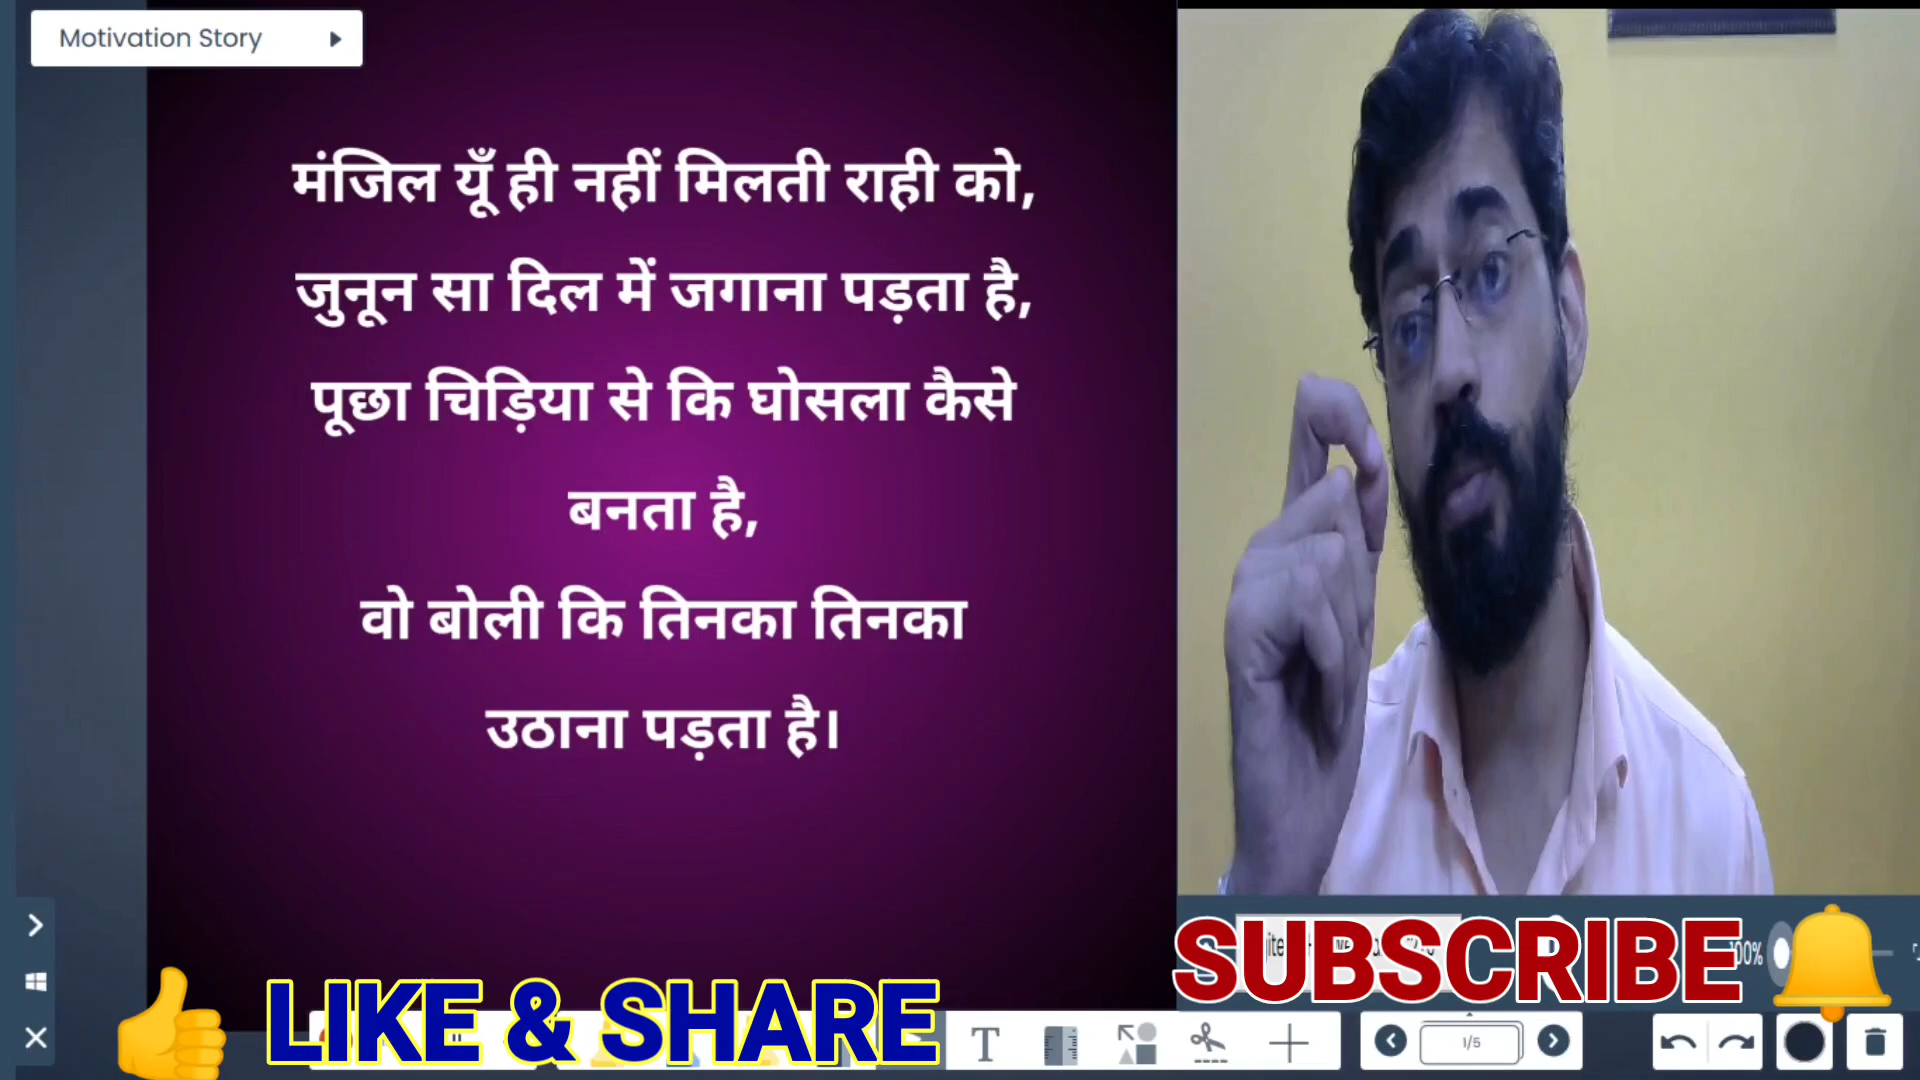 Motivation Story
मंजिल यूँ ही नहीं मिलती राही को,
जुनून सा दिल में जगाना पड़ता है,
पूछा चिड़िया से कि घोसला कैसे
बनता है,
वो बोली कि तिनका तिनका
उठाना पड़ता है।
SUBSCRIBE
LIKE & SHARE
T
1/5